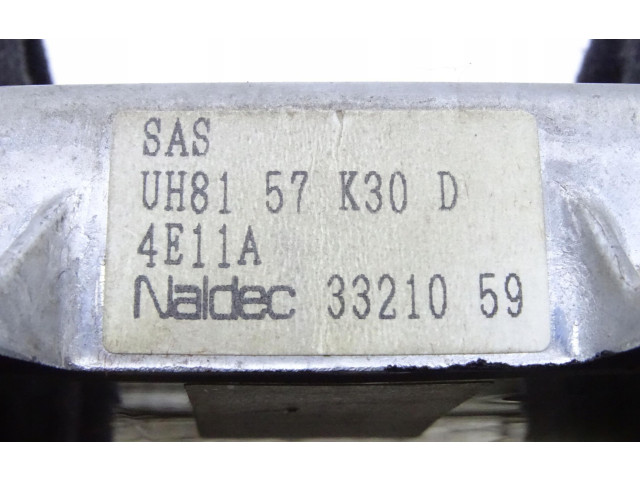 SAS
UH81 57 K30 D
4E11A
Naldec 33210 59